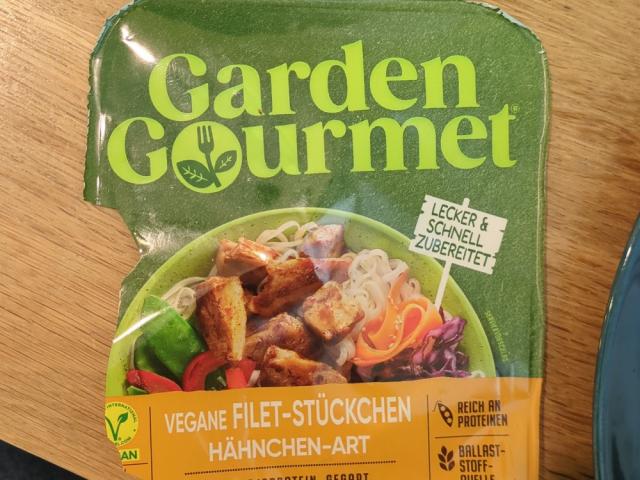 Garden
Gourmet®
LECKER &
SCHNELL
ZUBEREITET
VEGANE FILET-STÜCKCHEN
HÄHNCHEN-ART
REICH AN
PROTEINEN
BALLAST-
STOFF-
QUELLE